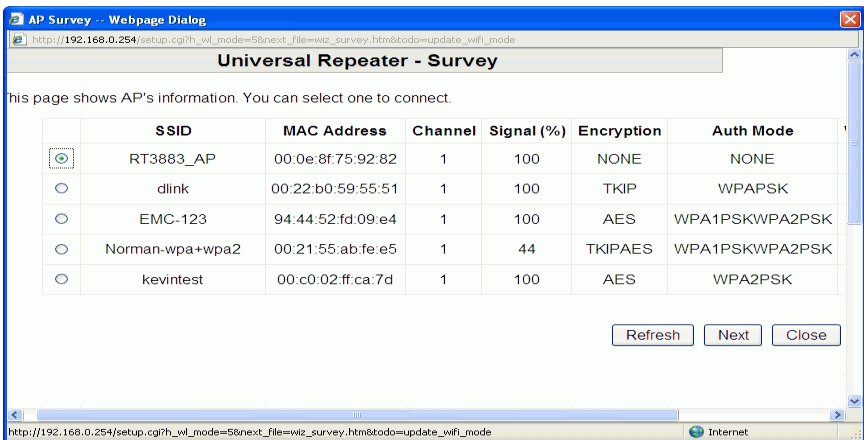 AP Survey -- Webpage Dialog
http://192.168.0.254/setup.cgi?h_wl_mode=5&next_file=wiz_survey.htm&todo=update_wifi_mode
Universal Repeater - Survey
This page shows AP's information. You can select one to connect.
SSID MAC Address Channel Signal (%) Encryption Auth Mode
RT3883_AP 00:0e:8f:75:92:82 1 100 NONE NONE
dlink 00:22:b0:59:55:51 1 100 TKIP WPAPSK
EMC-123 94:44:52:fd:09:e4 1 100 AES WPA1PSKWPA2PSK
Norman-wpa+wpa2 00:21:55:ab:fe:e5 1 44 TKIPAES WPA1PSKWPA2PSK
kevintest 00:c0:02:ff:ca:7d 1 100 AES WPA2PSK
Refresh Next Close
http://192.168.0.254/setup.cgi?h_wl_mode=5&next_file=wiz_survey.htm&todo=update_wifi_mode Internet